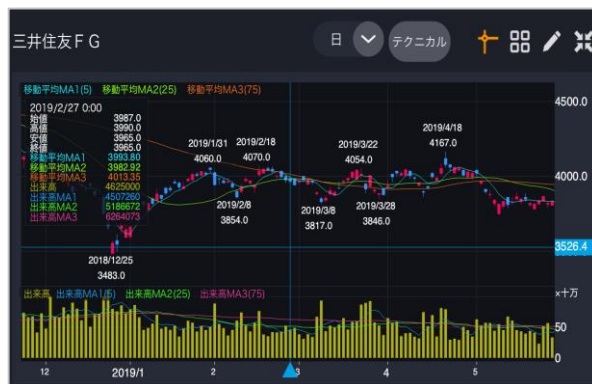 三井住友ＦＧ
日
テクニカル
移動平均MA1(5) 移動平均MA2(25) 移動平均MA3(75)
2019/2/27 0:00
始値 3987.0
高値 3990.0
安値 3965.0
終値 3965.0
移動平均MA1 3993.80
移動平均MA2 3982.92
移動平均MA3 4013.35
出来高 4625000
出来高MA1 4507260
出来高MA2 5186672
出来高MA3 6264073
4500.0
2019/4/18
4167.0
2019/1/31
4060.0
2019/2/18
4070.0
2019/3/22
4054.0
4000.0
2019/2/8
3854.0
2019/3/8
3817.0
2019/3/28
3846.0
3526.4
2018/12/25
3483.0
出来高 出来高MA1(5) 出来高MA2(25) 出来高MA3(75)
×十万
50
0
12 2019/1 2 3 4 5